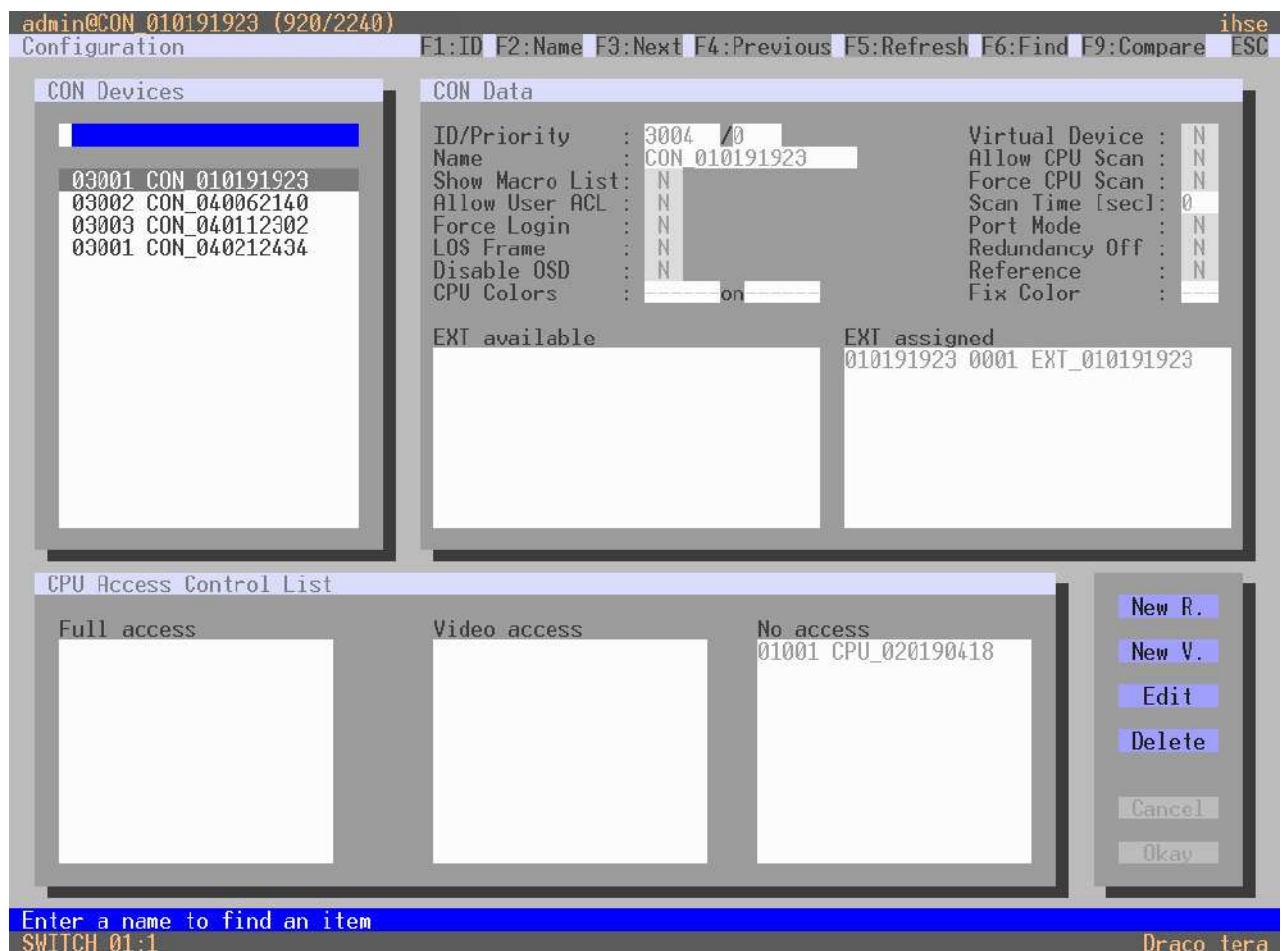 admin@CON_010191923 (920/2240) ihse
Configuration F1:ID F2:Name F3:Next F4:Previous F5:Refresh F6:Find F9:Compare ESC
CON Devices
03001 CON_010191923
03002 CON_040062140
03003 CON_040112302
03001 CON_040212434
CON Data
ID/Priority : 3004 /0 Virtual Device : N
Name : CON_010191923 Allow CPU Scan : N
Show Macro List: N Force CPU Scan : N
Allow User ACL : N Scan Time [sec]: 0
Force Login : N Port Mode : N
LOS Frame : N Redundancy Off : N
Disable OSD : N Reference : N
CPU Colors : ------on------ Fix Color : ---
EXT available EXT assigned
010191923 0001 EXT_010191923
CPU Access Control List
Full access Video access No access
01001 CPU_020190418
New R.
New V.
Edit
Delete
Cancel
Okay
Enter a name to find an item
SWITCH_01:1 Draco tera